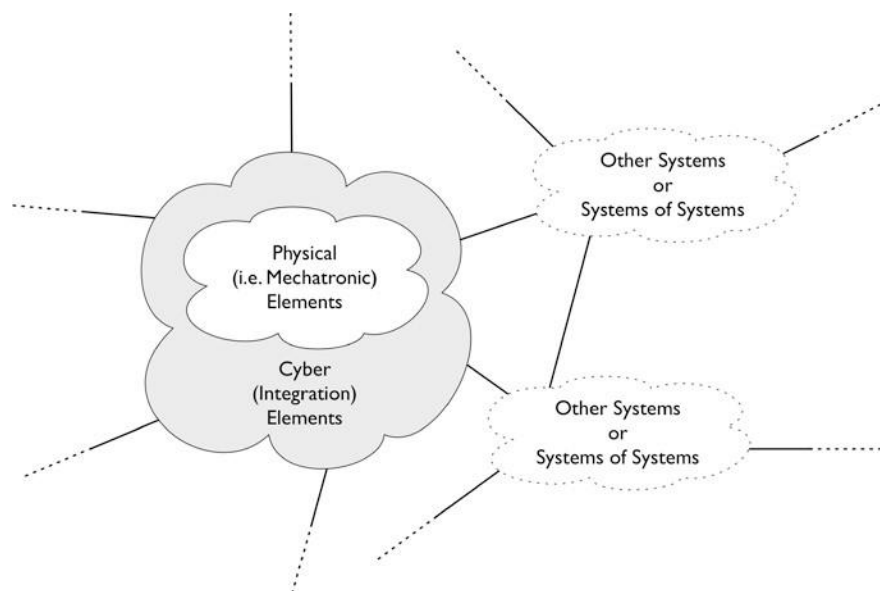 Other Systems
or
Systems of Systems
Physical
(i.e. Mechatronic)
Elements
Cyber
(Integration)
Elements
Other Systems
or
Systems of Systems